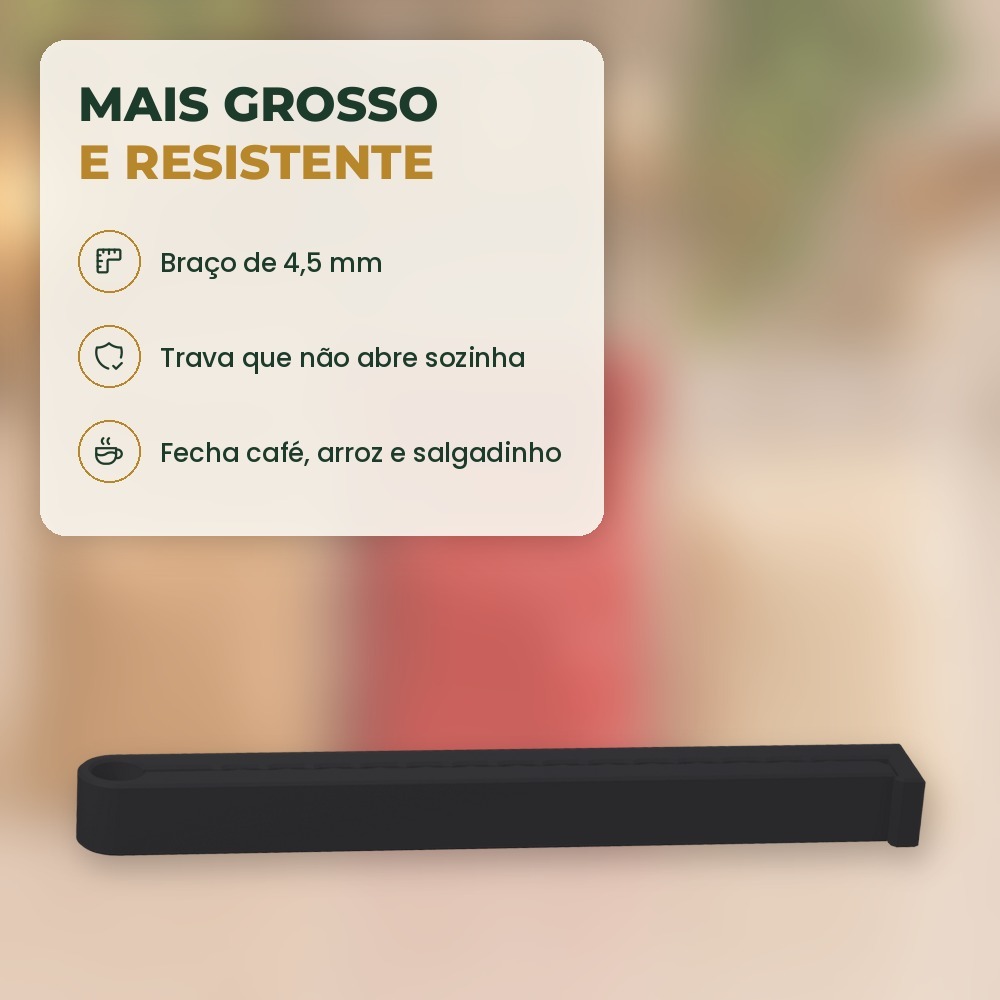 MAIS GROSSO
E RESISTENTE
Braço de 4,5 mm
Trava que não abre sozinha
Fecha café, arroz e salgadinho